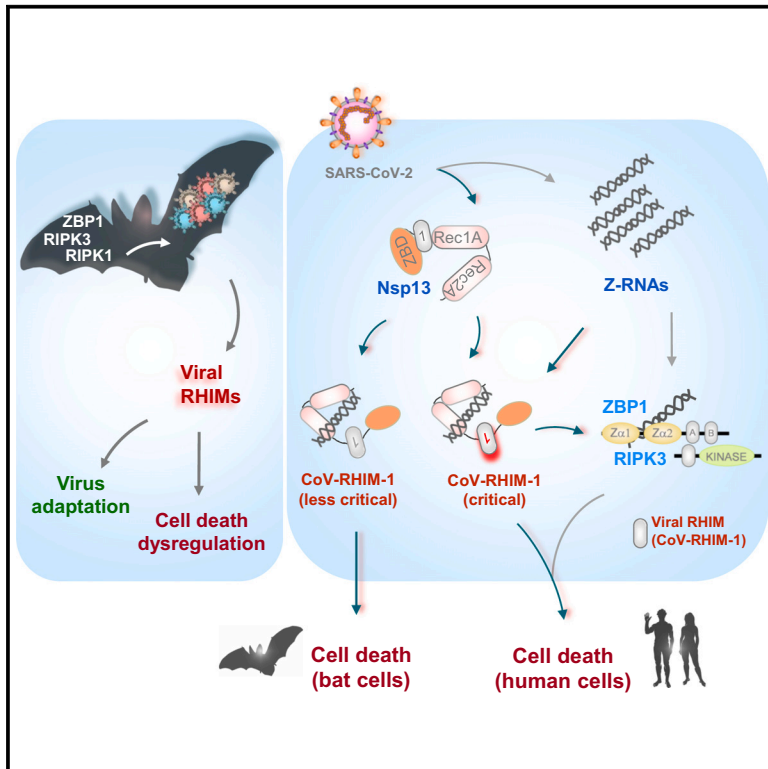 ZBP1
RIPK3
RIPK1
Viral
RHIMs
Virus
adaptation
Cell death
dysregulation
SARS-CoV-2
ZBD
1
Rec1A
Rec2A
Nsp13
Z-RNAs
1
CoV-RHIM-1
(less critical)
1
CoV-RHIM-1
(critical)
ZBP1
Zα1
Zα2
A
B
RIPK3
KINASE
Viral RHIM
(CoV-RHIM-1)
Cell death
(bat cells)
Cell death
(human cells)